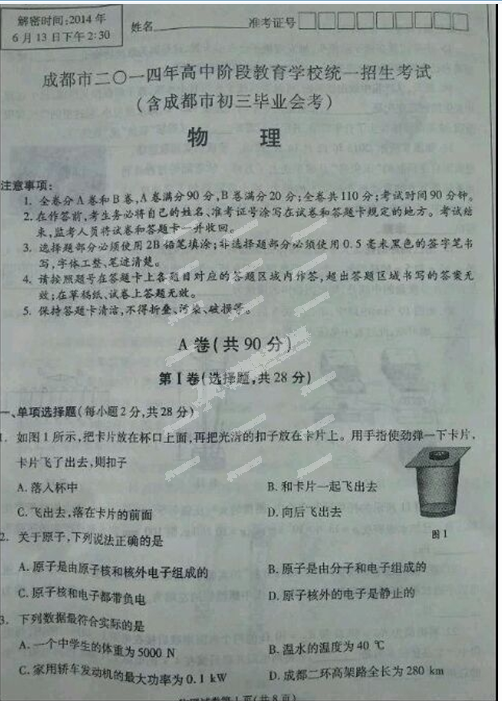 解密时间:2014年
6月13日下午2:30
姓名
准考证号
成都市二〇一四年高中阶段教育学校统一招生考试
(含成都市初三毕业会考)
物 理
注意事项:
1. 全卷分A卷和B卷,A卷满分90分,B卷满分20分;全卷共110分;考试时间90分钟。
2. 在作答前,考生务必将自己的姓名、准考证号涂写在试卷和答题卡规定的地方。考试结
束,监考人员将试卷和答题卡一并收回。
3. 选择题部分必须使用2B铅笔填涂;非选择题部分必须使用0.5毫米黑色的签字笔书
写,字体工整、笔迹清楚。
4. 请按照题号在答题卡上各题目对应的答题区域内作答,超出答题区域书写的答案无
效;在草稿纸、试卷上答题无效。
5. 保持答题卡清洁,不得折叠、污染、破损等。
A卷(共90分)
第Ⅰ卷(选择题,共28分)
一、单项选择题(每小题2分,共28分)
1. 如图1所示,把卡片放在杯口上面,再把光滑的扣子放在卡片上。用手指使劲弹一下卡片,
卡片飞了出去,则扣子
A. 落入杯中 B. 和卡片一起飞出去
C. 飞出去,落在卡片的前面 D. 向后飞出去
图1
2. 关于原子,下列说法正确的是
A. 原子是由原子核和核外电子组成的 B. 原子是由分子和电子组成的
C. 原子核和电子都带负电 D. 原子核外的电子是静止的
3. 下列数据最符合实际的是
A. 一个中学生的体重为5000 N B. 温水的温度为40 ℃
C. 家用轿车发动机的最大功率为0.1 kW D. 成都二环高架路全长为280 km
物理试卷第1页(共8页)